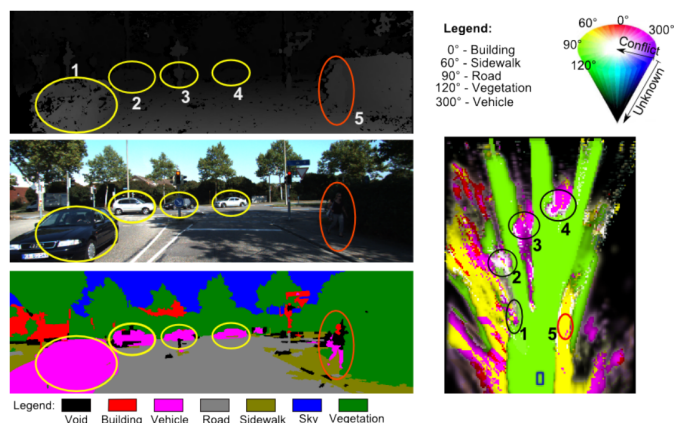 1
2
3
4
5
Legend:
0° - Building
60° - Sidewalk
90° - Road
120° - Vegetation
300° - Vehicle
60°
0°
300°
90°
120°
Conflict
Unknown
4
3
2
1
5
Legend:
Void Building Vehicle Road Sidewalk Sky Vegetation